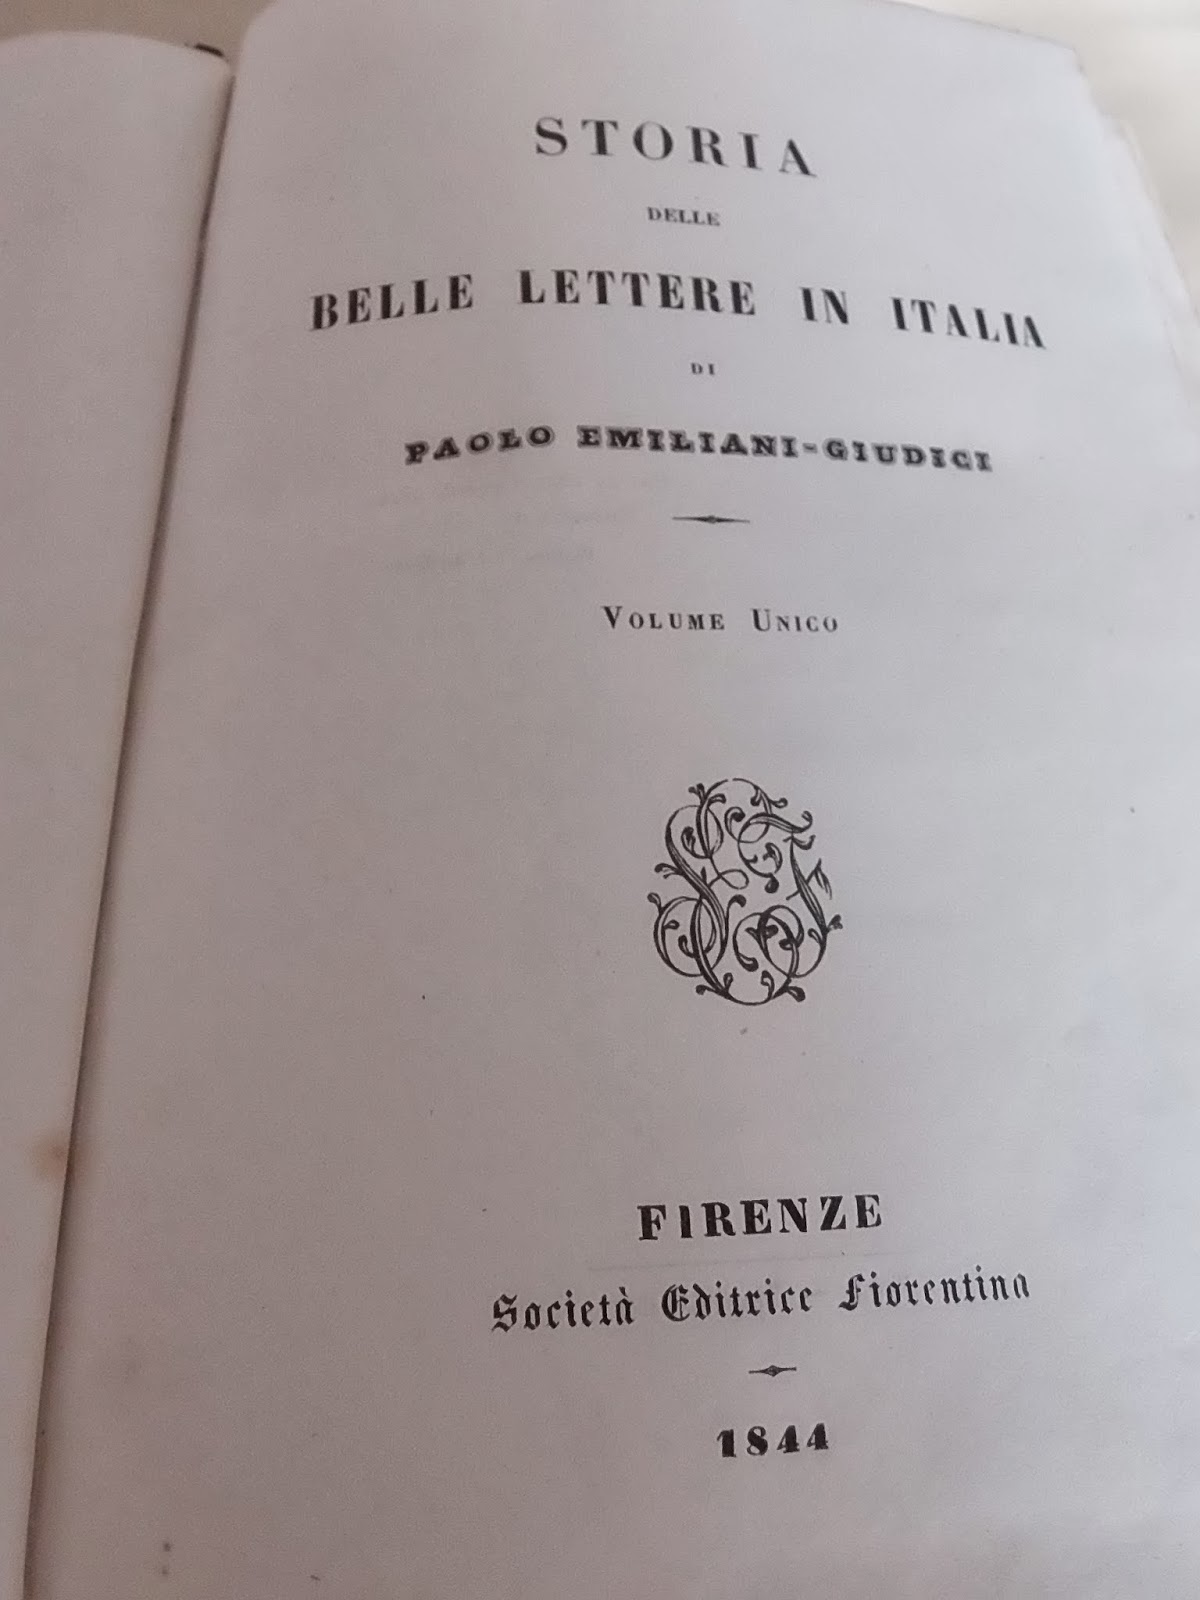 STORIA
DELLE
BELLE LETTERE IN ITALIA
DI
PAOLO EMILIANI-GIUDICI
VOLUME UNICO
FIRENZE
Società Editrice Fiorentina
1844